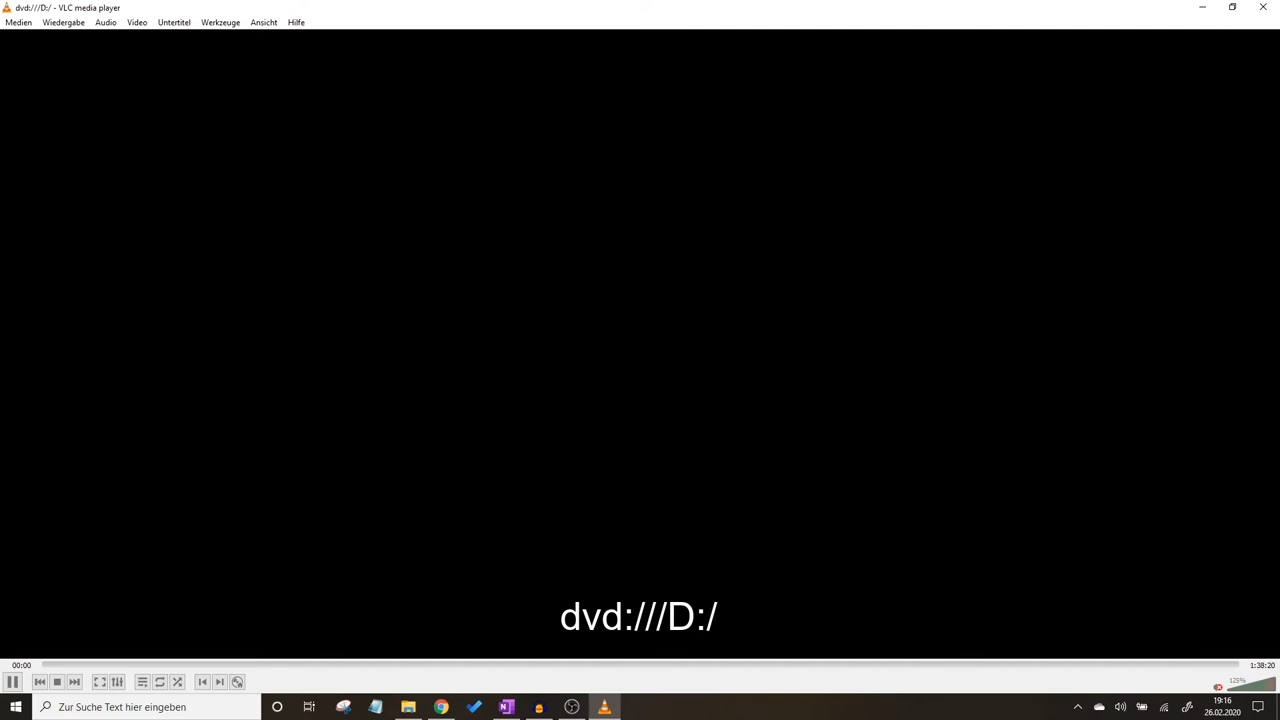 dvd:///D:/ - VLC media player
Medien Wiedergabe Audio Video Untertitel Werkzeuge Ansicht Hilfe
dvd:///D:/
00:00 1:38:20
125%
Zur Suche Text hier eingeben
19:16
26.02.2020